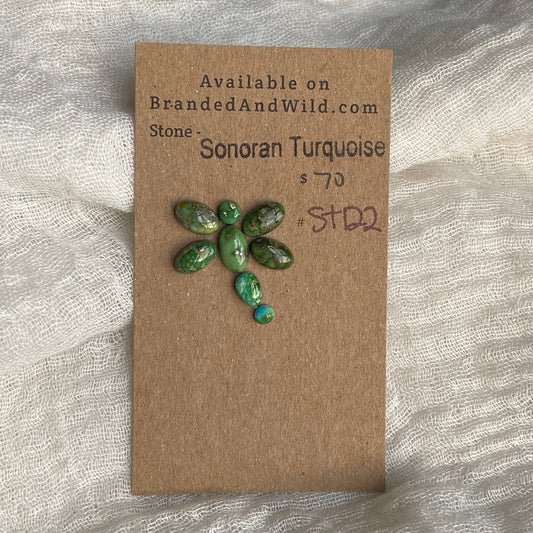 Available on
BrandedAndWild.com
Stone - Sonoran Turquoise
$ 70
# StD2